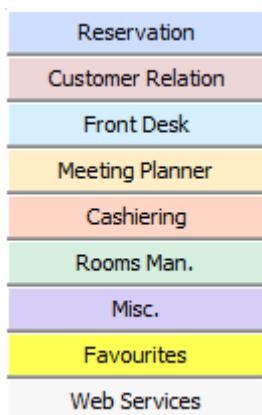 Reservation
Customer Relation
Front Desk
Meeting Planner
Cashiering
Rooms Man.
Misc.
Favourites
Web Services